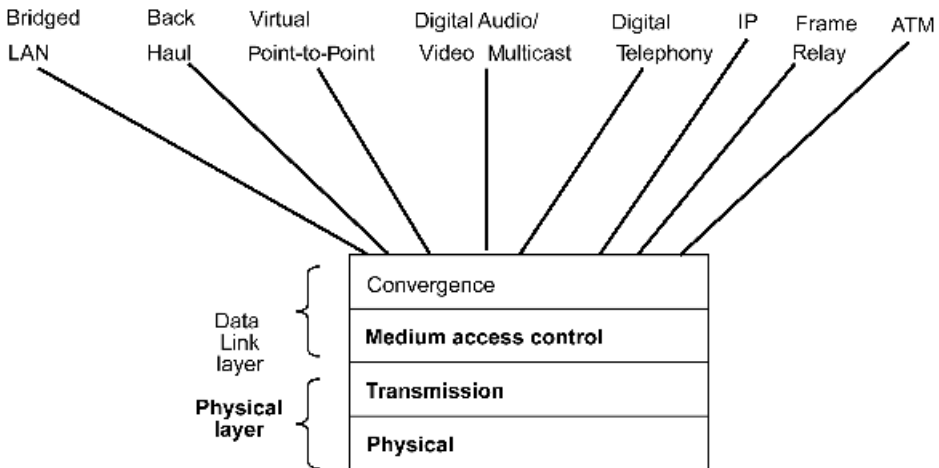 Bridged
LAN
Back
Haul
Virtual
Point-to-Point
Digital Audio/
Video Multicast
Digital
Telephony
IP
Frame
Relay
ATM
Convergence
Medium access control
Transmission
Physical
Data
Link
layer
Physical
layer